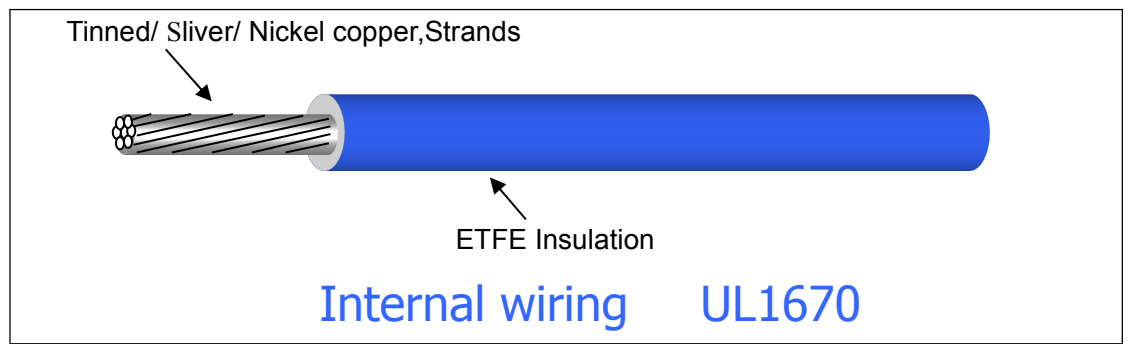 Tinned/ Sliver/ Nickel copper,Strands
ETFE Insulation
Internal wiring UL1670